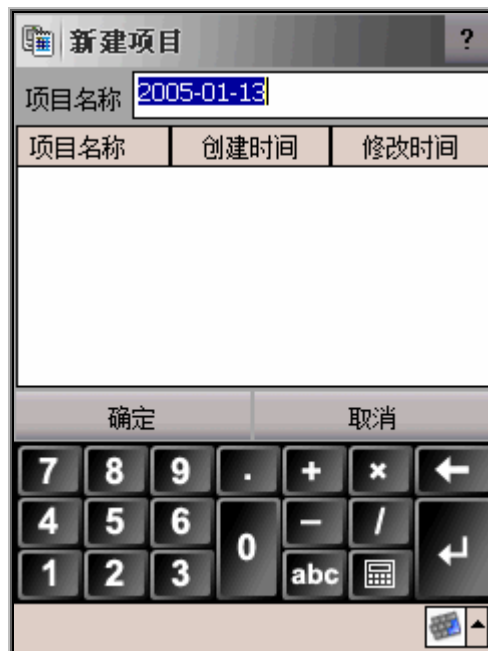 新建项目 ?
项目名称 2005-01-13
项目名称 创建时间 修改时间
确定 取消
7 8 9 . + × ←
4 5 6 0 − / ↵
1 2 3 abc